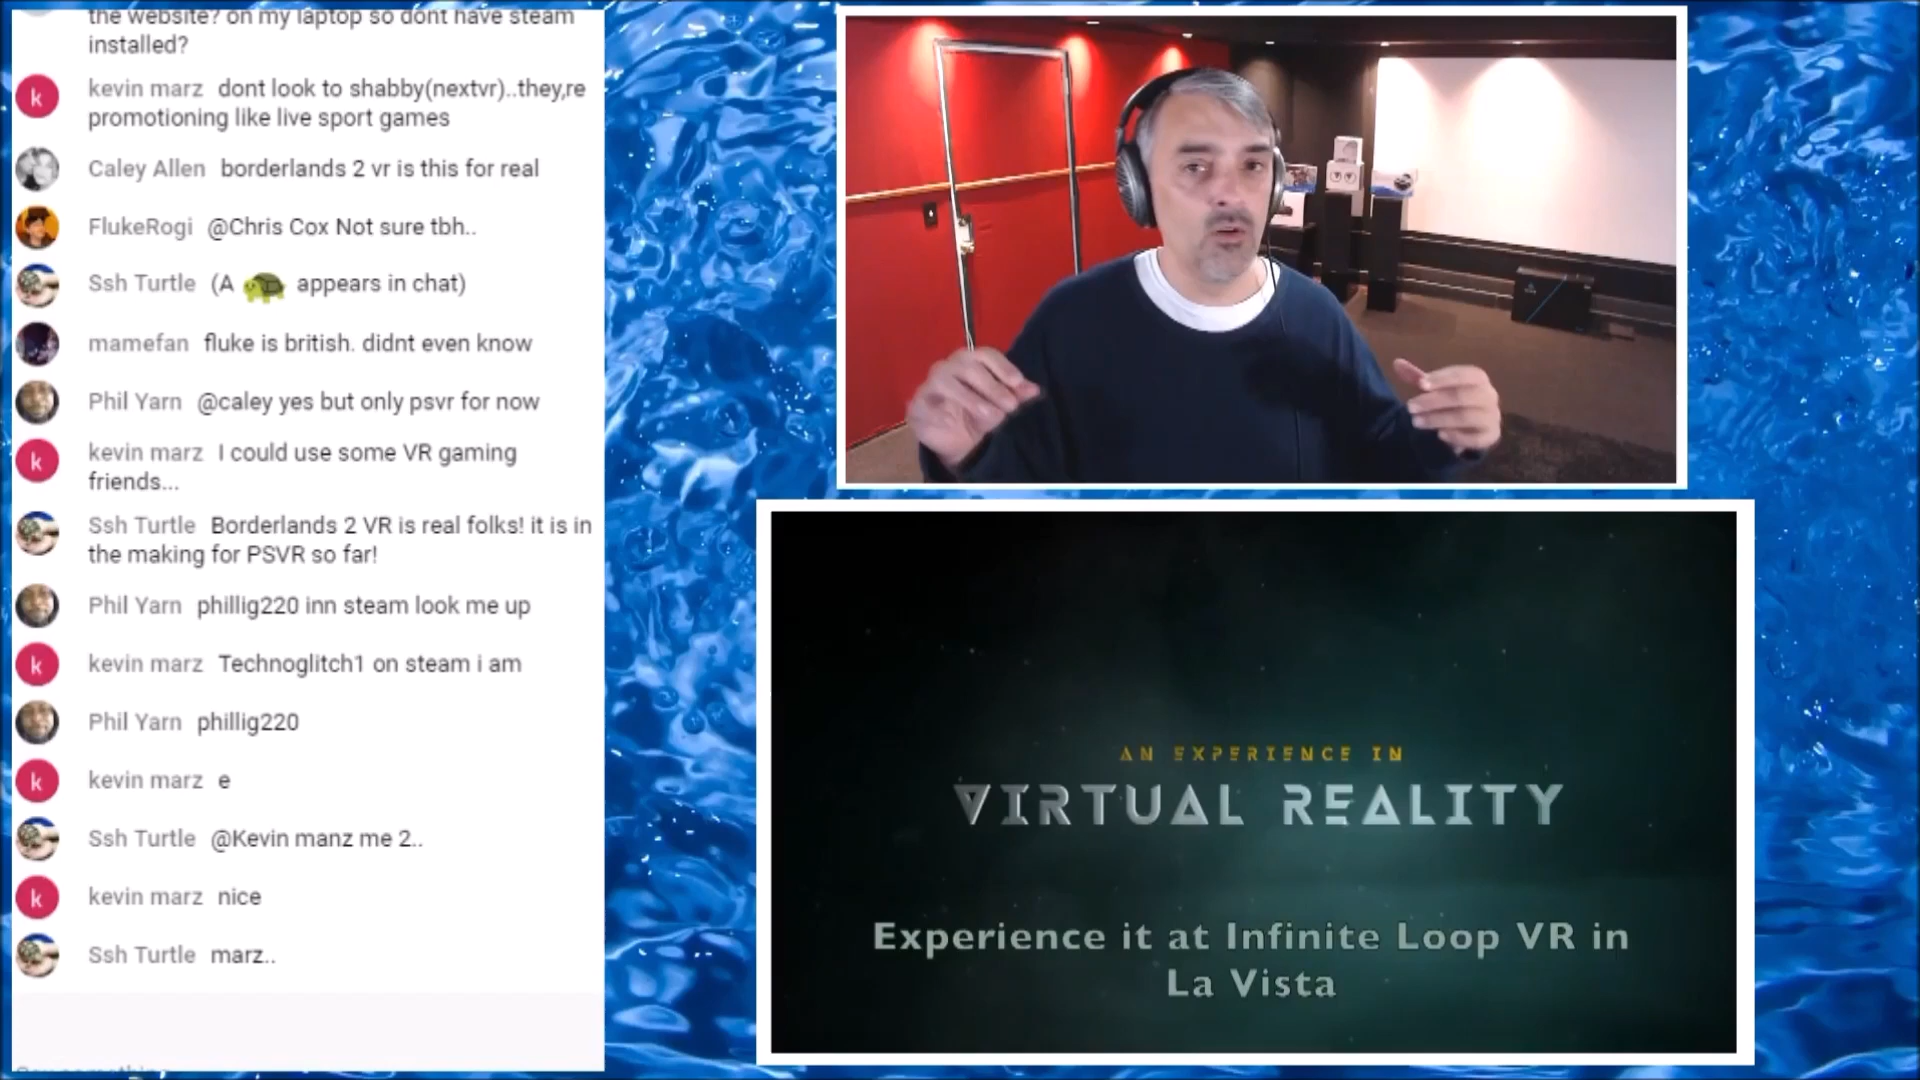 the website? on my laptop so dont have steam
installed?
kevin marz dont look to shabby(nextvr)..they,re
promotioning like live sport games
Caley Allen borderlands 2 vr is this for real
FlukeRogi @Chris Cox Not sure tbh..
Ssh Turtle (A 🐢 appears in chat)
mamefan fluke is british. didnt even know
Phil Yarn @caley yes but only psvr for now
kevin marz I could use some VR gaming
friends...
Ssh Turtle Borderlands 2 VR is real folks! it is in
the making for PSVR so far!
Phil Yarn phillig220 inn steam look me up
kevin marz Technoglitch1 on steam i am
Phil Yarn phillig220
kevin marz e
Ssh Turtle @Kevin manz me 2..
kevin marz nice
Ssh Turtle marz..
k
k
k
k
k
AN EXPERIENCE IN
VIRTUAL REALITY
Experience it at Infinite Loop VR in
La Vista